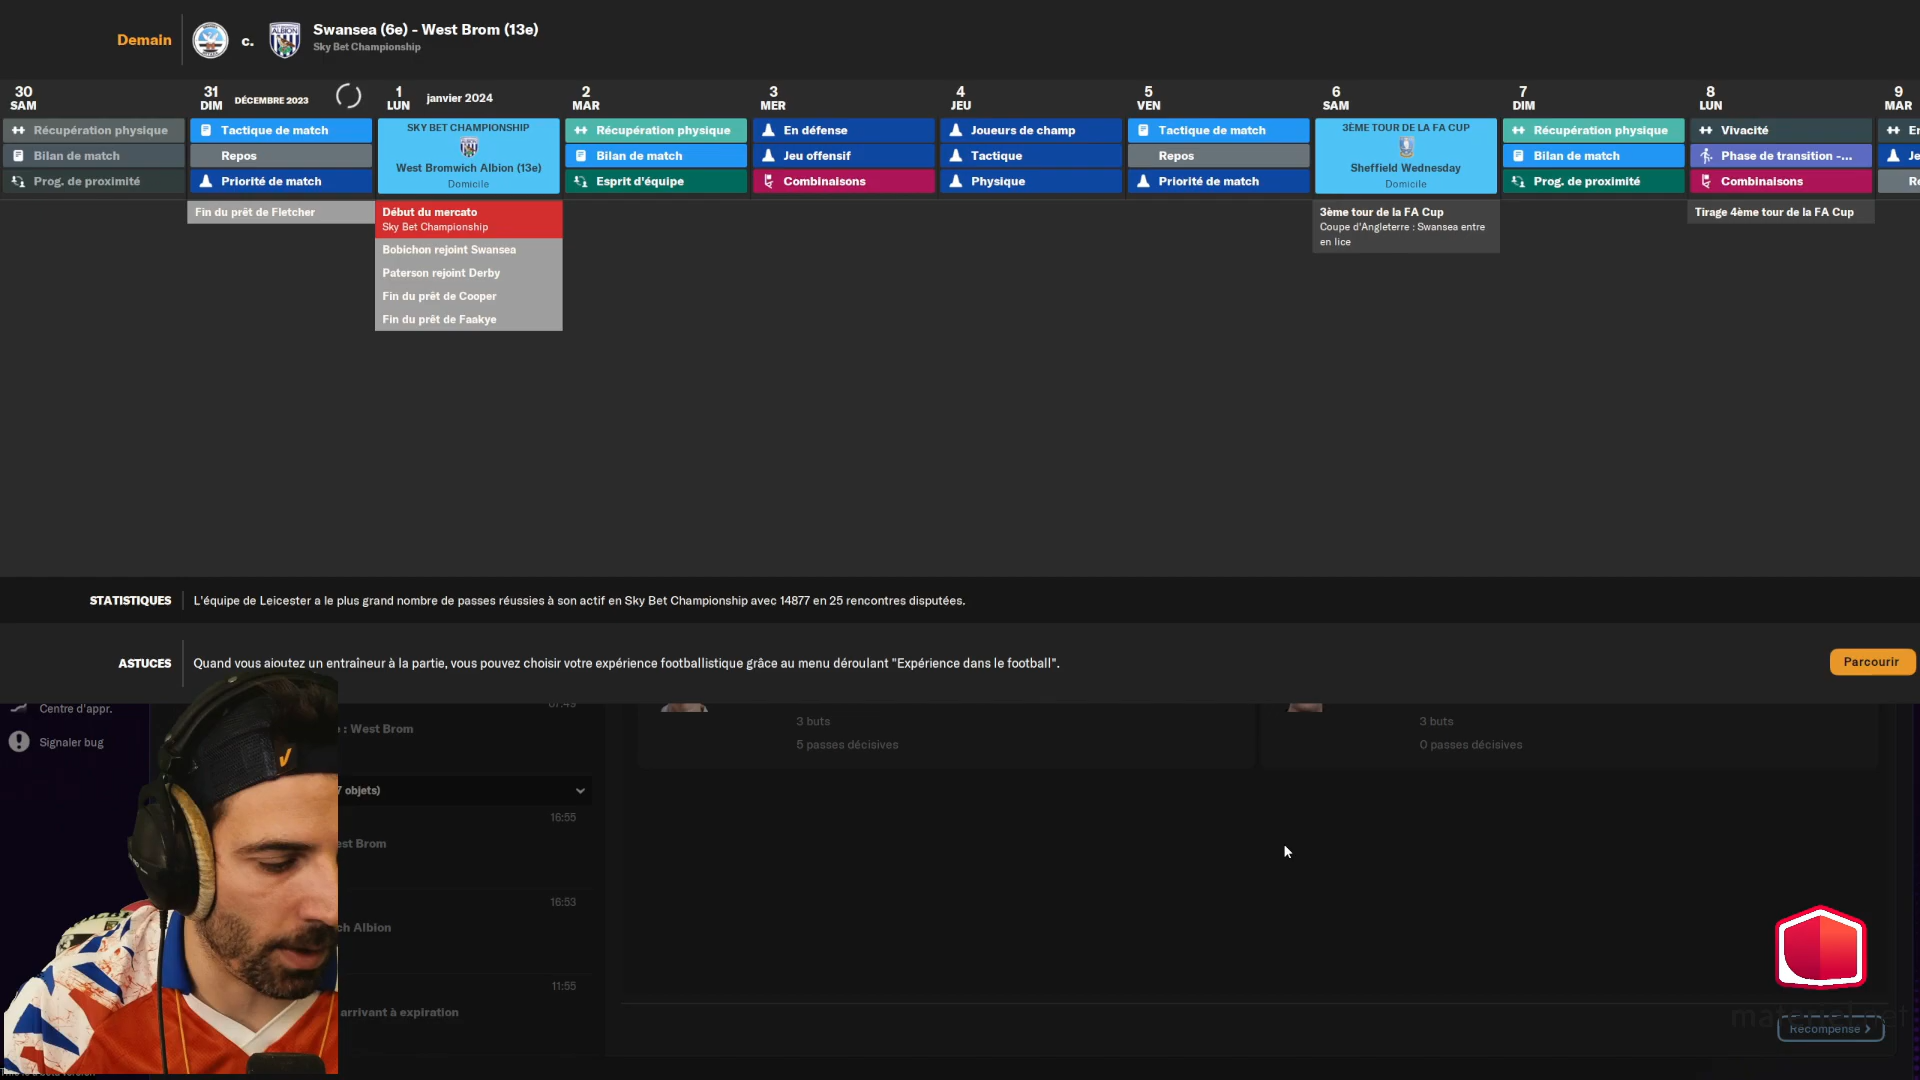 Demain
c.
Swansea (6e) - West Brom (13e)
Sky Bet Championship
30
SAM
31
DIM
DÉCEMBRE 2023
1
LUN
janvier 2024
2
MAR
3
MER
4
JEU
5
VEN
6
SAM
7
DIM
8
LUN
9
MAR
Récupération physique
Bilan de match
Prog. de proximité
Tactique de match
Repos
Priorité de match
SKY BET CHAMPIONSHIP
West Bromwich Albion (13e)
Domicile
Récupération physique
Bilan de match
Esprit d'équipe
En défense
Jeu offensif
Combinaisons
Joueurs de champ
Tactique
Physique
Tactique de match
Repos
Priorité de match
3ÈME TOUR DE LA FA CUP
Sheffield Wednesday
Domicile
Récupération physique
Bilan de match
Prog. de proximité
Vivacité
Phase de transition -...
Combinaisons
Fin du prêt de Fletcher
Début du mercato
Sky Bet Championship
Bobichon rejoint Swansea
Paterson rejoint Derby
Fin du prêt de Cooper
Fin du prêt de Faakye
3ème tour de la FA Cup
Coupe d'Angleterre : Swansea entre
en lice
Tirage 4ème tour de la FA Cup
STATISTIQUES
L'équipe de Leicester a le plus grand nombre de passes réussies à son actif en Sky Bet Championship avec 14877 en 25 rencontres disputées.
ASTUCES
Quand vous ajoutez un entraîneur à la partie, vous pouvez choisir votre expérience footballistique grâce au menu déroulant "Expérience dans le football".
Parcourir
Centre d'appr.
Signaler bug
: West Brom
7 objets)
16:55
est Brom
16:53
ch Albion
11:55
arrivant à expiration
3 buts
5 passes décisives
3 buts
0 passes décisives
Récompense